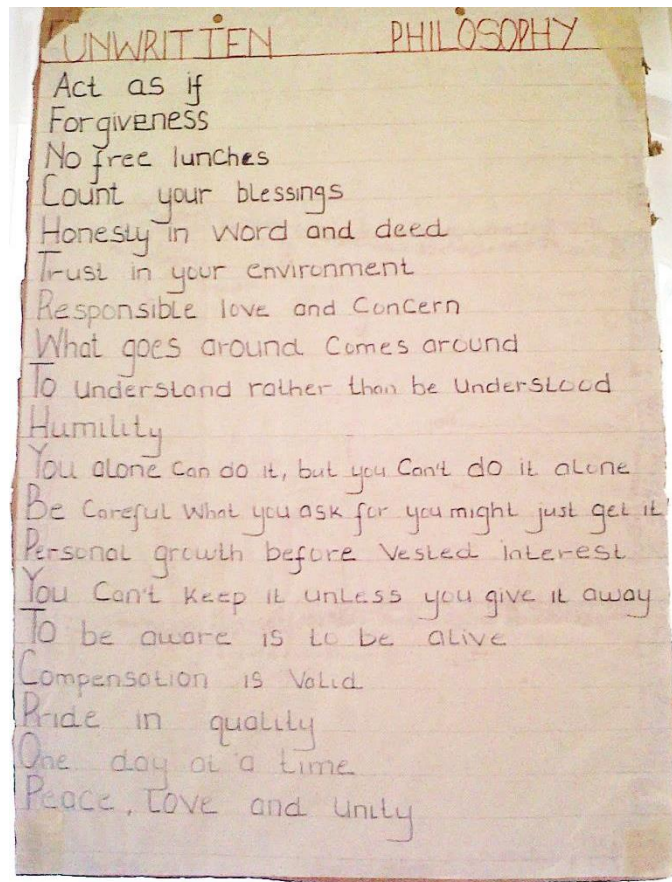 UNWRITTEN PHILOSOPHY
Act as if
Forgiveness
No free lunches
Count your blessings
Honesty in word and deed
Trust in your environment
Responsible love and Concern
What goes around Comes around
To Understand rather than be Understood
Humility
You alone Can do it, but you Can't do it alone
Be Careful What you ask for you might just get it
Personal growth before Vested interest
You Can't Keep it unless you give it away
To be aware is to be alive
Compensation is Valid
Pride in quality
One day at a time
Peace, Love and Unity